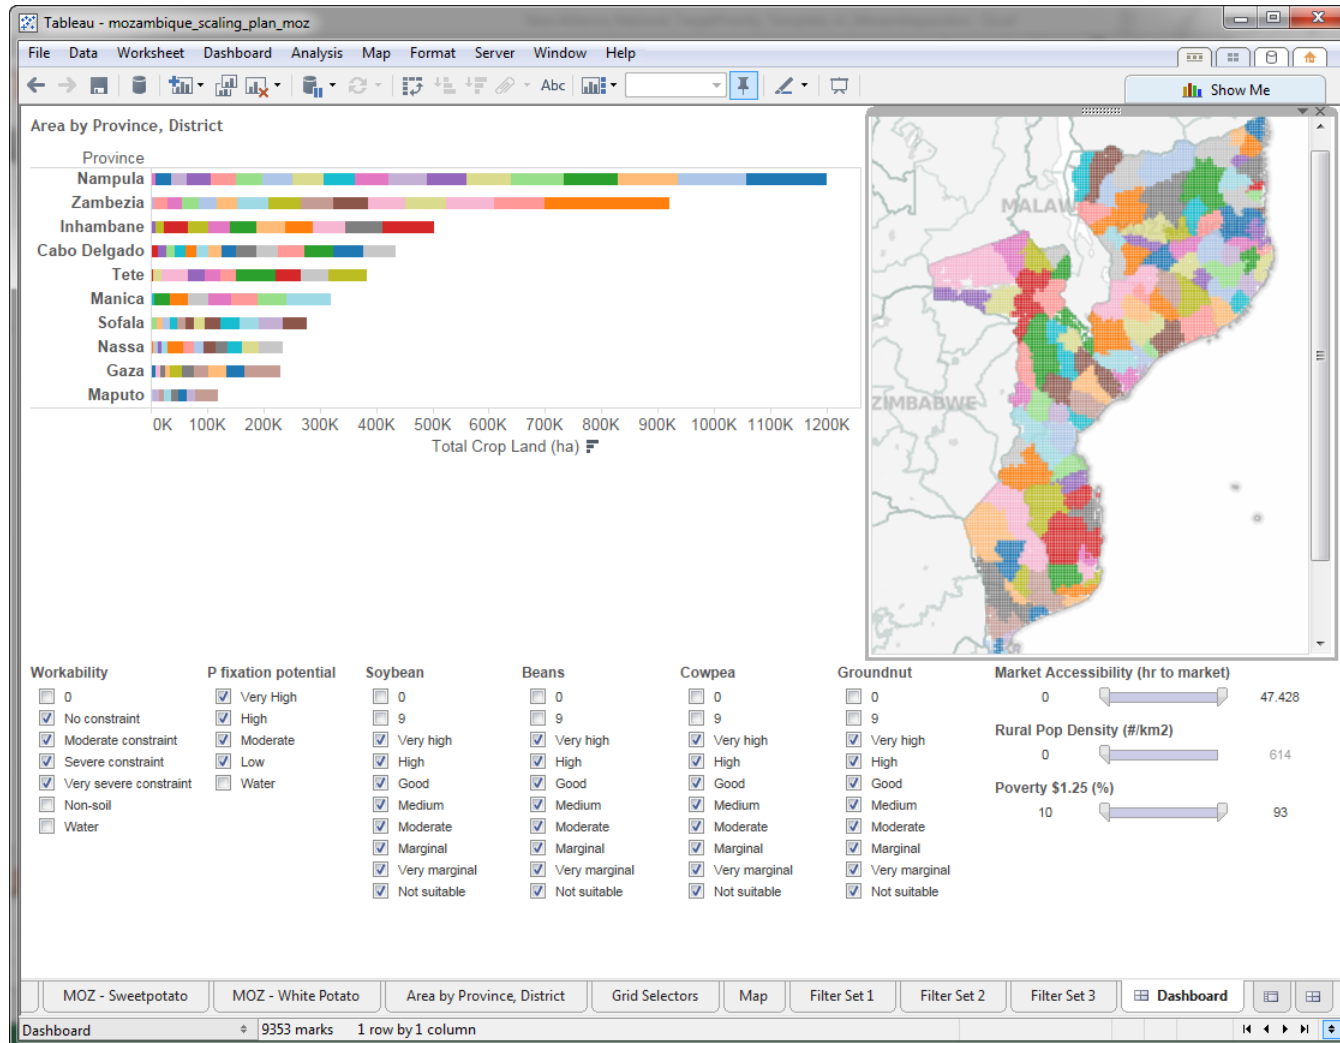 Tableau - mozambique_scaling_plan_moz
File Data Worksheet Dashboard Analysis Map Format Server Window Help
Abc
Show Me
Area by Province, District
Province
Nampula
Zambezia
Inhambane
Cabo Delgado
Tete
Manica
Sofala
Nassa
Gaza
Maputo
0K 100K 200K 300K 400K 500K 600K 700K 800K 900K 1000K 1100K 1200K
Total Crop Land (ha)
MALAW
ZIMBABWE
Workability
0
No constraint
Moderate constraint
Severe constraint
Very severe constraint
Non-soil
Water
P fixation potential
Very High
High
Moderate
Low
Water
Soybean
0
9
Very high
High
Good
Medium
Moderate
Marginal
Very marginal
Not suitable
Beans
0
9
Very high
High
Good
Medium
Moderate
Marginal
Very marginal
Not suitable
Cowpea
0
9
Very high
High
Good
Medium
Moderate
Marginal
Very marginal
Not suitable
Groundnut
0
9
Very high
High
Good
Medium
Moderate
Marginal
Very marginal
Not suitable
Market Accessibility (hr to market)
0 47.428
Rural Pop Density (#/km2)
0 614
Poverty $1.25 (%)
10 93
MOZ - Sweetpotato MOZ - White Potato Area by Province, District Grid Selectors Map Filter Set 1 Filter Set 2 Filter Set 3 Dashboard
Dashboard 9353 marks 1 row by 1 column